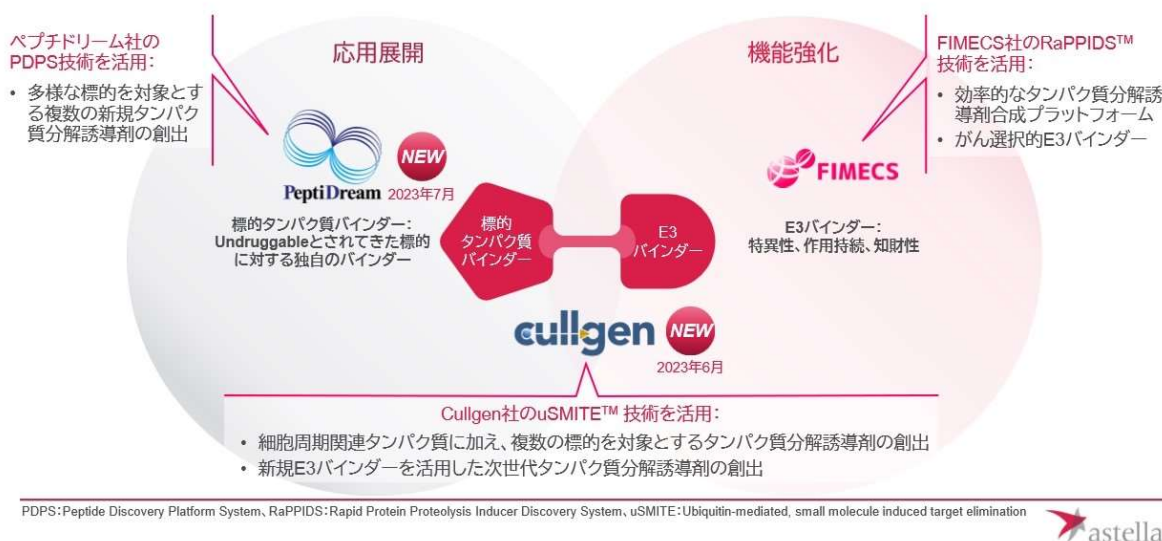 ペプチドリーム社の
PDPS技術を活用：
• 多様な標的を対象とす
る複数の新規タンパク
質分解誘導剤の創出
応用展開
機能強化
FIMECS社のRaPPIDS™
技術を活用：
• 効率的なタンパク質分解誘
導剤合成プラットフォーム
• がん選択的E3バインダー
PeptiDream
NEW
2023年7月
FIMECS
標的タンパク質バインダー：
Undruggableとされてきた標的
に対する独自のバインダー
標的
タンパク質
バインダー
E3
バインダー
E3バインダー：
特異性、作用持続、知財性
cullgen
NEW
2023年6月
Cullgen社のuSMITE™ 技術を活用：
• 細胞周期関連タンパク質に加え、複数の標的を対象とするタンパク質分解誘導剤の創出
• 新規E3バインダーを活用した次世代タンパク質分解誘導剤の創出
PDPS：Peptide Discovery Platform System、RaPPIDS：Rapid Protein Proteolysis Inducer Discovery System、uSMITE：Ubiquitin-mediated, small molecule induced target elimination
astella